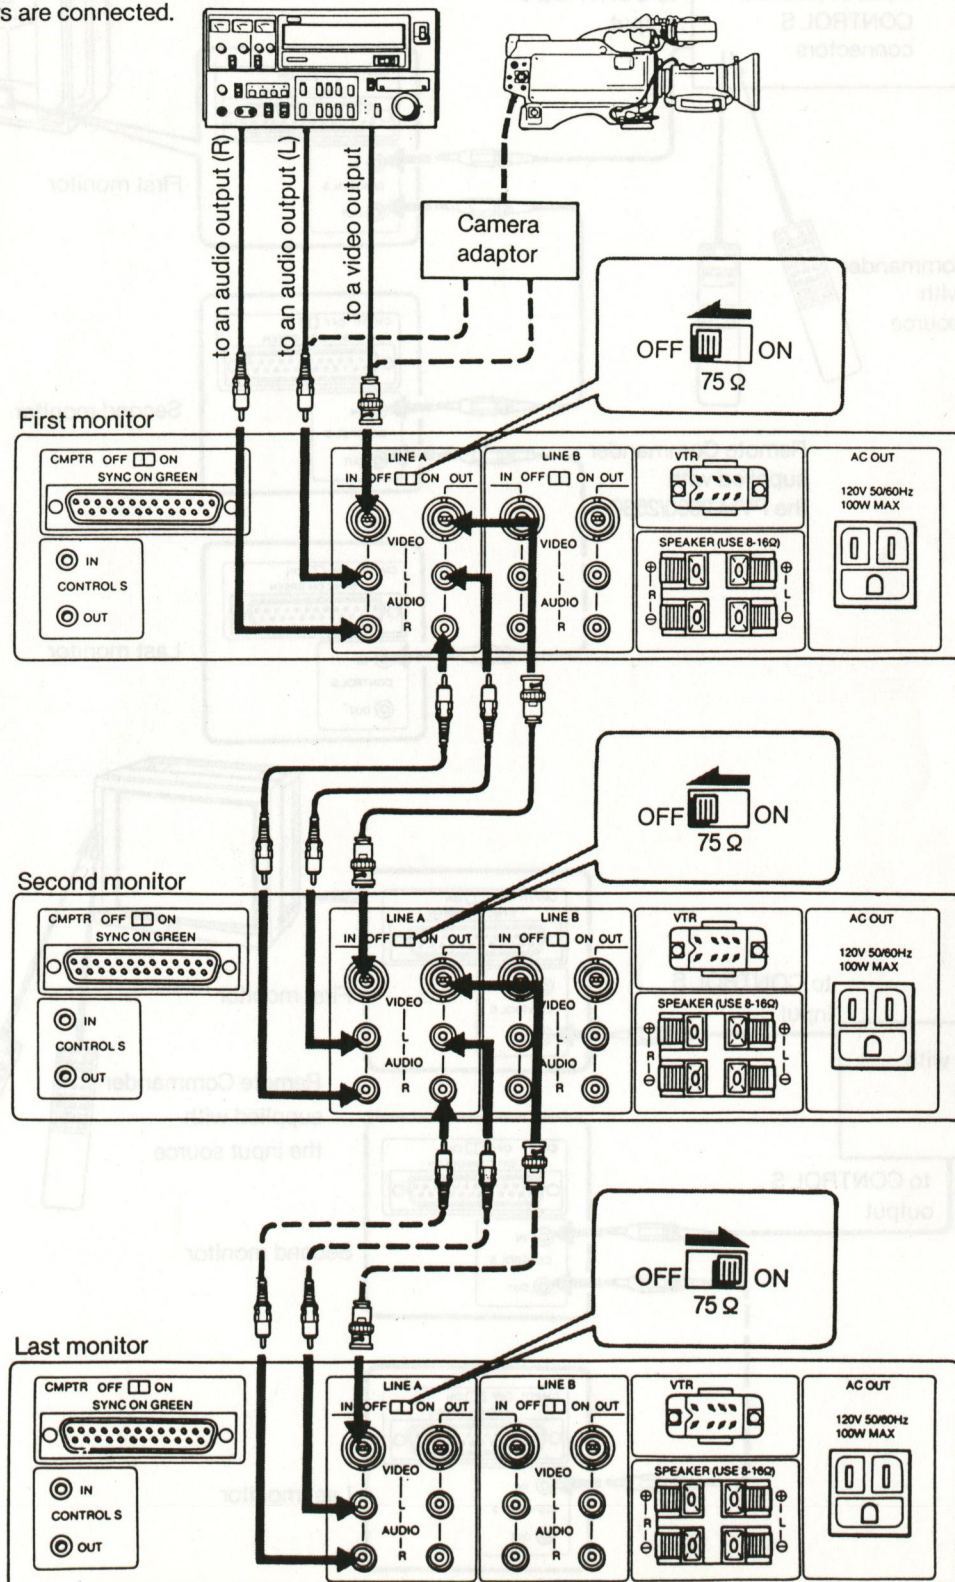 s are connected.
to an audio output (R)
to an audio output (L)
to a video output
Camera
adaptor
OFF ON
75 Ω
First monitor
CMPTR OFF ON
SYNC ON GREEN
IN
CONTROL S
OUT
LINE A
IN OFF ON OUT
VIDEO
L
AUDIO
R
LINE B
IN OFF ON OUT
VIDEO
L
AUDIO
R
VTR
SPEAKER (USE 8-16Ω)
⊕ ⊕
R L
⊖ ⊖
AC OUT
120V 50/60Hz
100W MAX
OFF ON
75 Ω
Second monitor
CMPTR OFF ON
SYNC ON GREEN
IN
CONTROL S
OUT
LINE A
IN OFF ON OUT
VIDEO
L
AUDIO
R
LINE B
IN OFF ON OUT
VIDEO
L
AUDIO
R
VTR
SPEAKER (USE 8-16Ω)
⊕ ⊕
R L
⊖ ⊖
AC OUT
120V 50/60Hz
100W MAX
OFF ON
75 Ω
Last monitor
CMPTR OFF ON
SYNC ON GREEN
IN
CONTROL S
OUT
LINE A
IN OFF ON OUT
VIDEO
L
AUDIO
R
LINE B
IN OFF ON OUT
VIDEO
L
AUDIO
R
VTR
SPEAKER (USE 8-16Ω)
⊕ ⊕
R L
⊖ ⊖
AC OUT
120V 50/60Hz
100W MAX